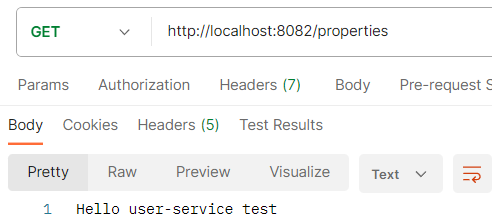 GET http://localhost:8082/properties
Params Authorization Headers (7) Body Pre-request S
Body Cookies Headers (5) Test Results
Pretty Raw Preview Visualize Text
1 Hello user-service test